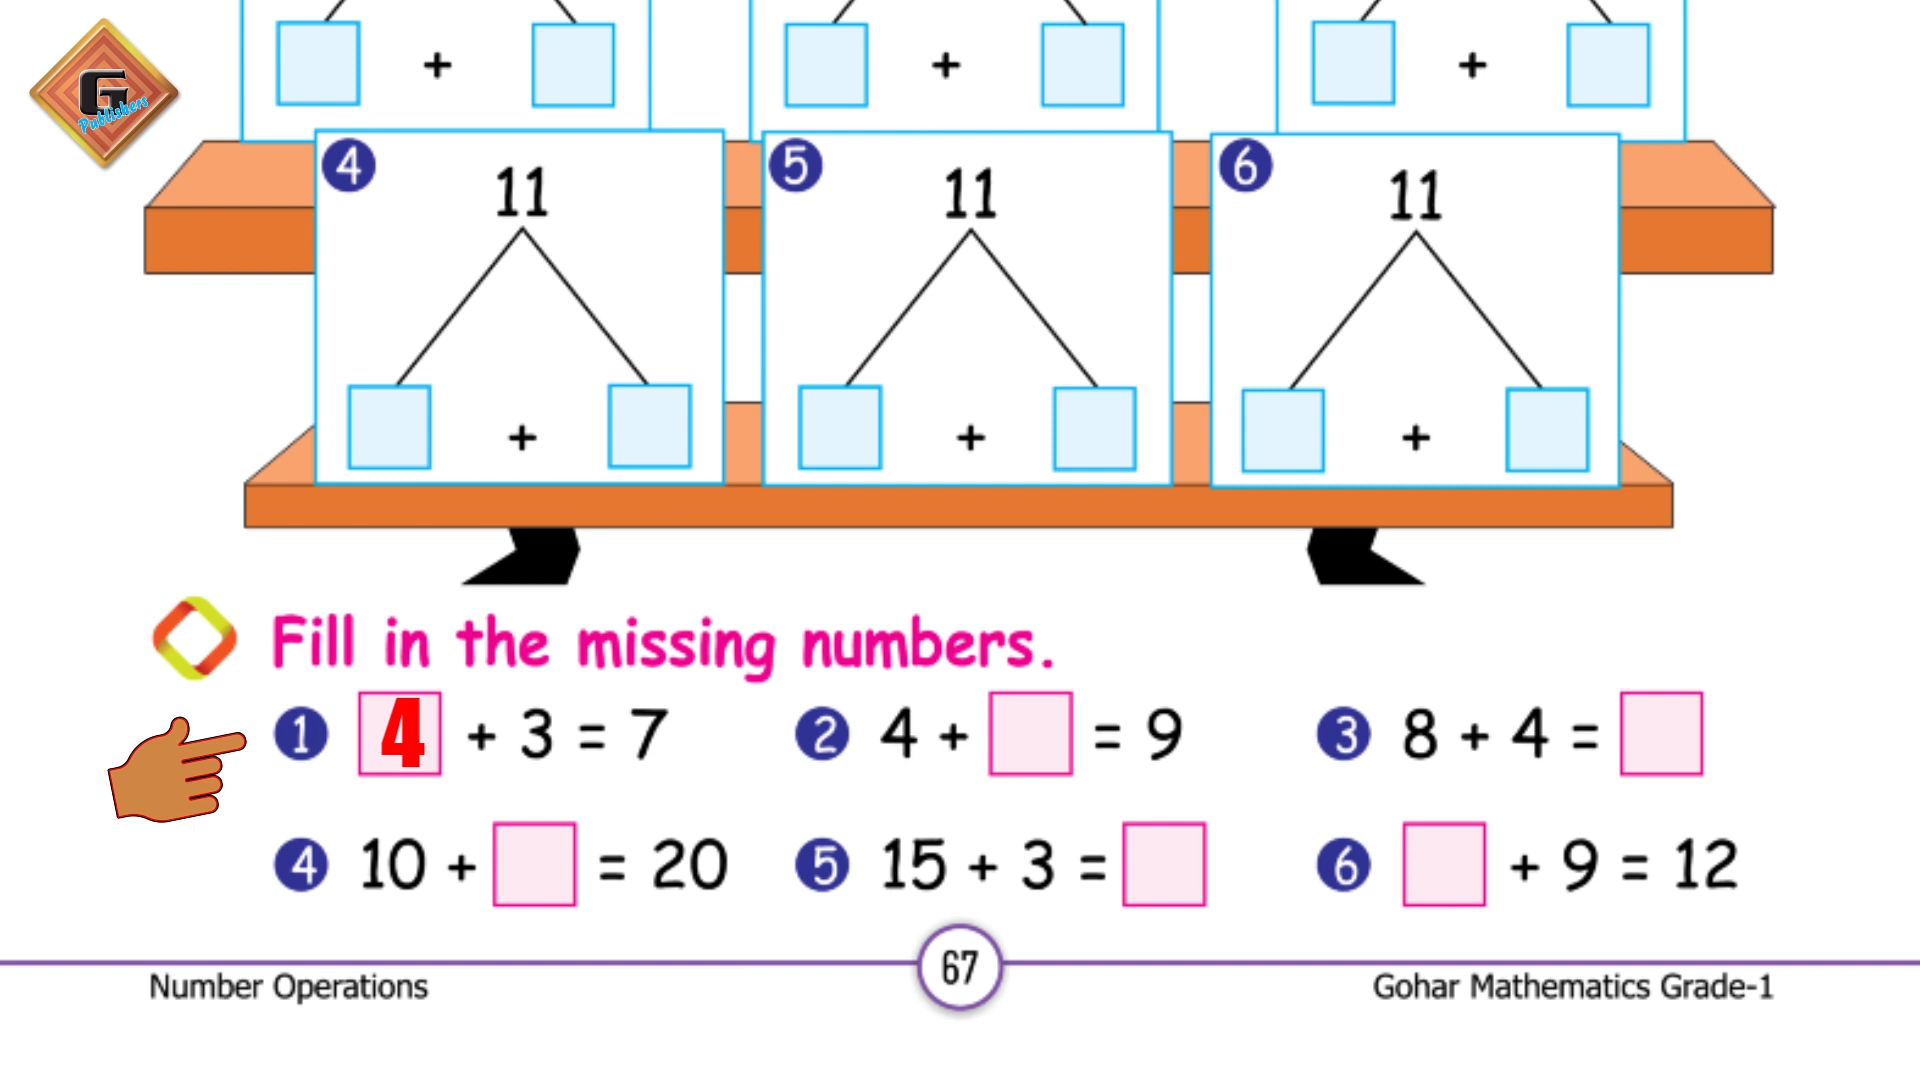 G
Publishers
+ + +
4 11 5 11 6 11
+ + +
Fill in the missing numbers.
1 4 + 3 = 7 2 4 + = 9 3 8 + 4 =
4 10 + = 20 5 15 + 3 = 6 + 9 = 12
67
Number Operations Gohar Mathematics Grade-1